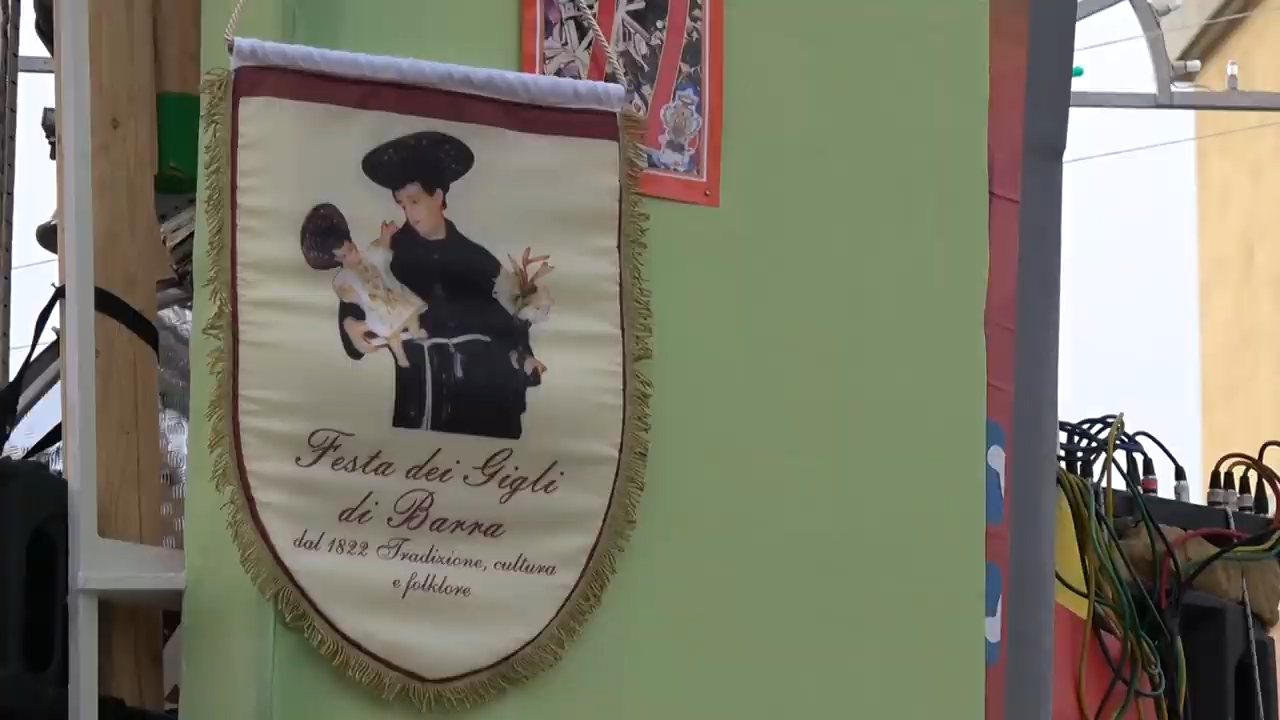 Festa dei Gigli
di Barra
dal 1822 Tradizione, cultura
e folklore